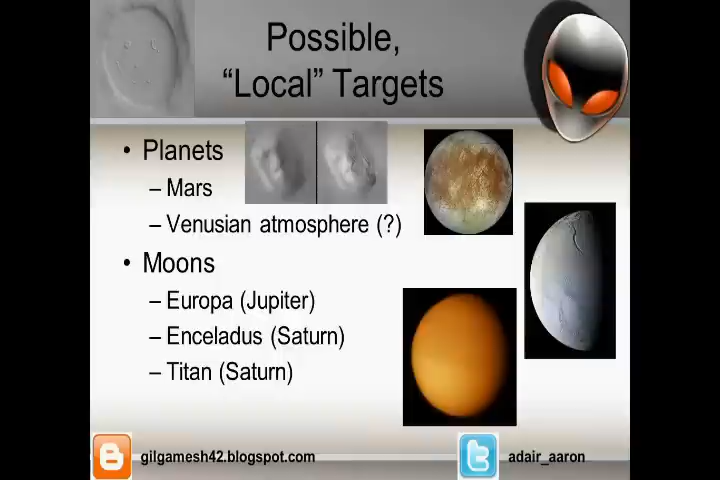 Possible,
“Local” Targets
• Planets
– Mars
– Venusian atmosphere (?)
• Moons
– Europa (Jupiter)
– Enceladus (Saturn)
– Titan (Saturn)
gilgamesh42.blogspot.com
adair_aaron